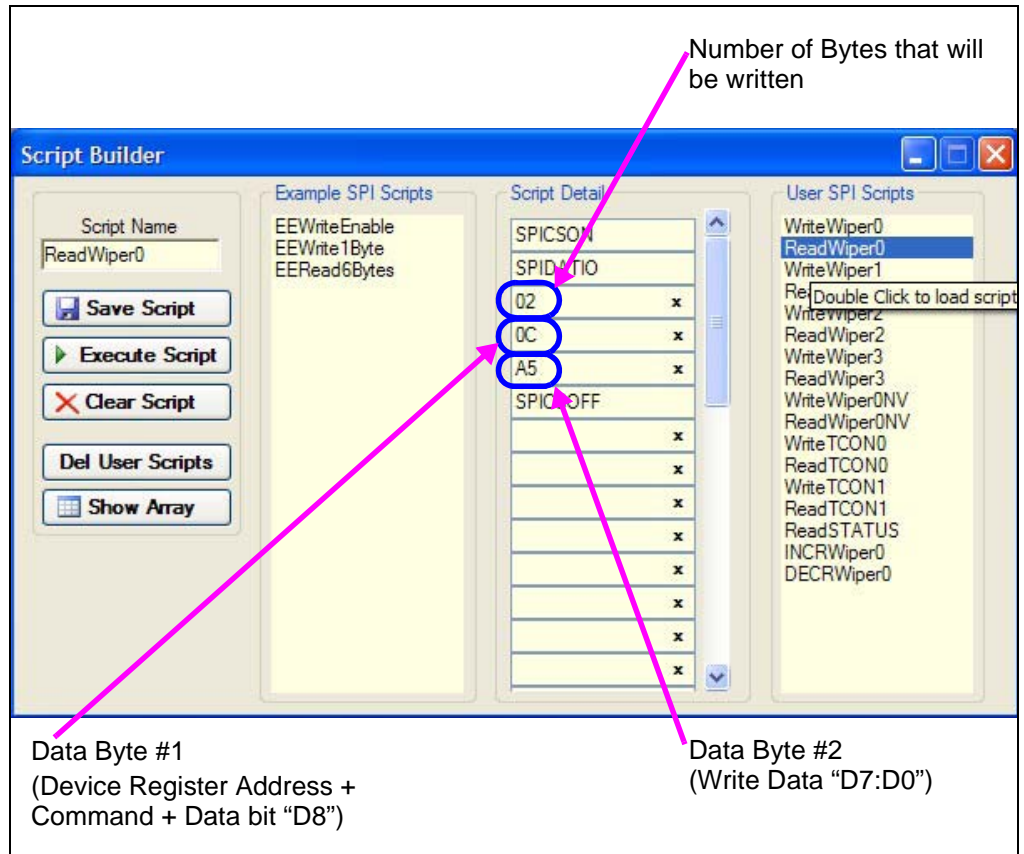 Number of Bytes that will
be written
Script Builder
Script Name
ReadWiper0
Save Script
Execute Script
Clear Script
Del User Scripts
Show Array
Example SPI Scripts
EEWriteEnable
EEWrite1Byte
EERead6Bytes
Script Detail
SPICSON
SPIDATIO
02 x
0C x
A5 x
SPICSOFF
x
x
x
x
x
x
x
x
User SPI Scripts
WriteWiper0
ReadWiper0
WriteWiper1
Double Click to load script
WriteWiper2
ReadWiper2
WriteWiper3
ReadWiper3
WriteWiper0NV
ReadWiper0NV
WriteTCON0
ReadTCON0
WriteTCON1
ReadTCON1
ReadSTATUS
INCRWiper0
DECRWiper0
Data Byte #1
(Device Register Address +
Command + Data bit “D8”)
Data Byte #2
(Write Data “D7:D0”)